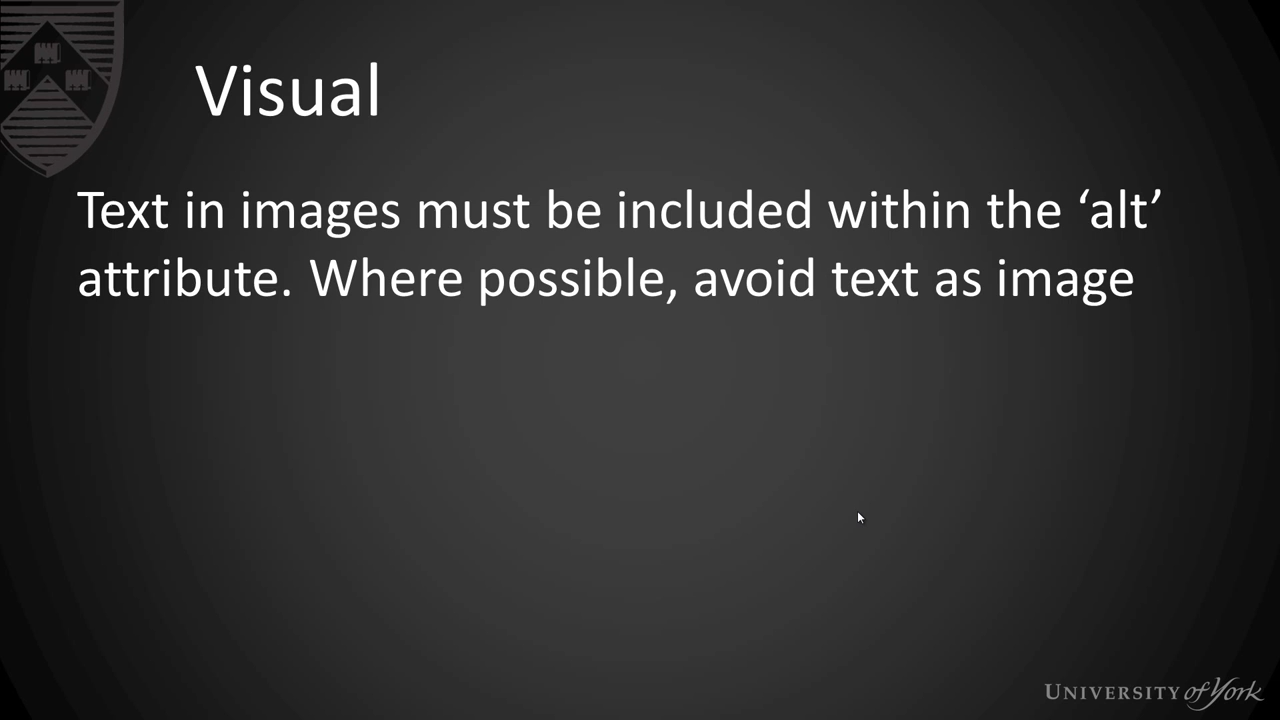 Visual
Text in images must be included within the ‘alt’
attribute. Where possible, avoid text as image
UNIVERSITY of York